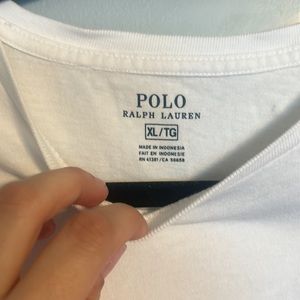 POLO
RALPH LAUREN
XL/TG
MADE IN INDONESIA
FAIT EN INDONESIE
RN 41381/CA 56658